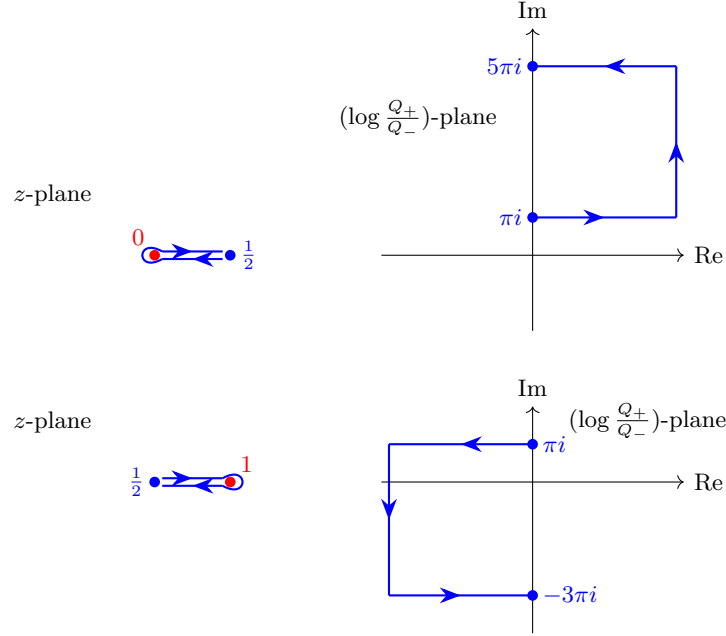 Im
5πi
(log Q₊/Q₋)-plane
z-plane
πi
0
1/2
Re
Im
z-plane
(log Q₊/Q₋)-plane
πi
1
1/2
Re
−3πi